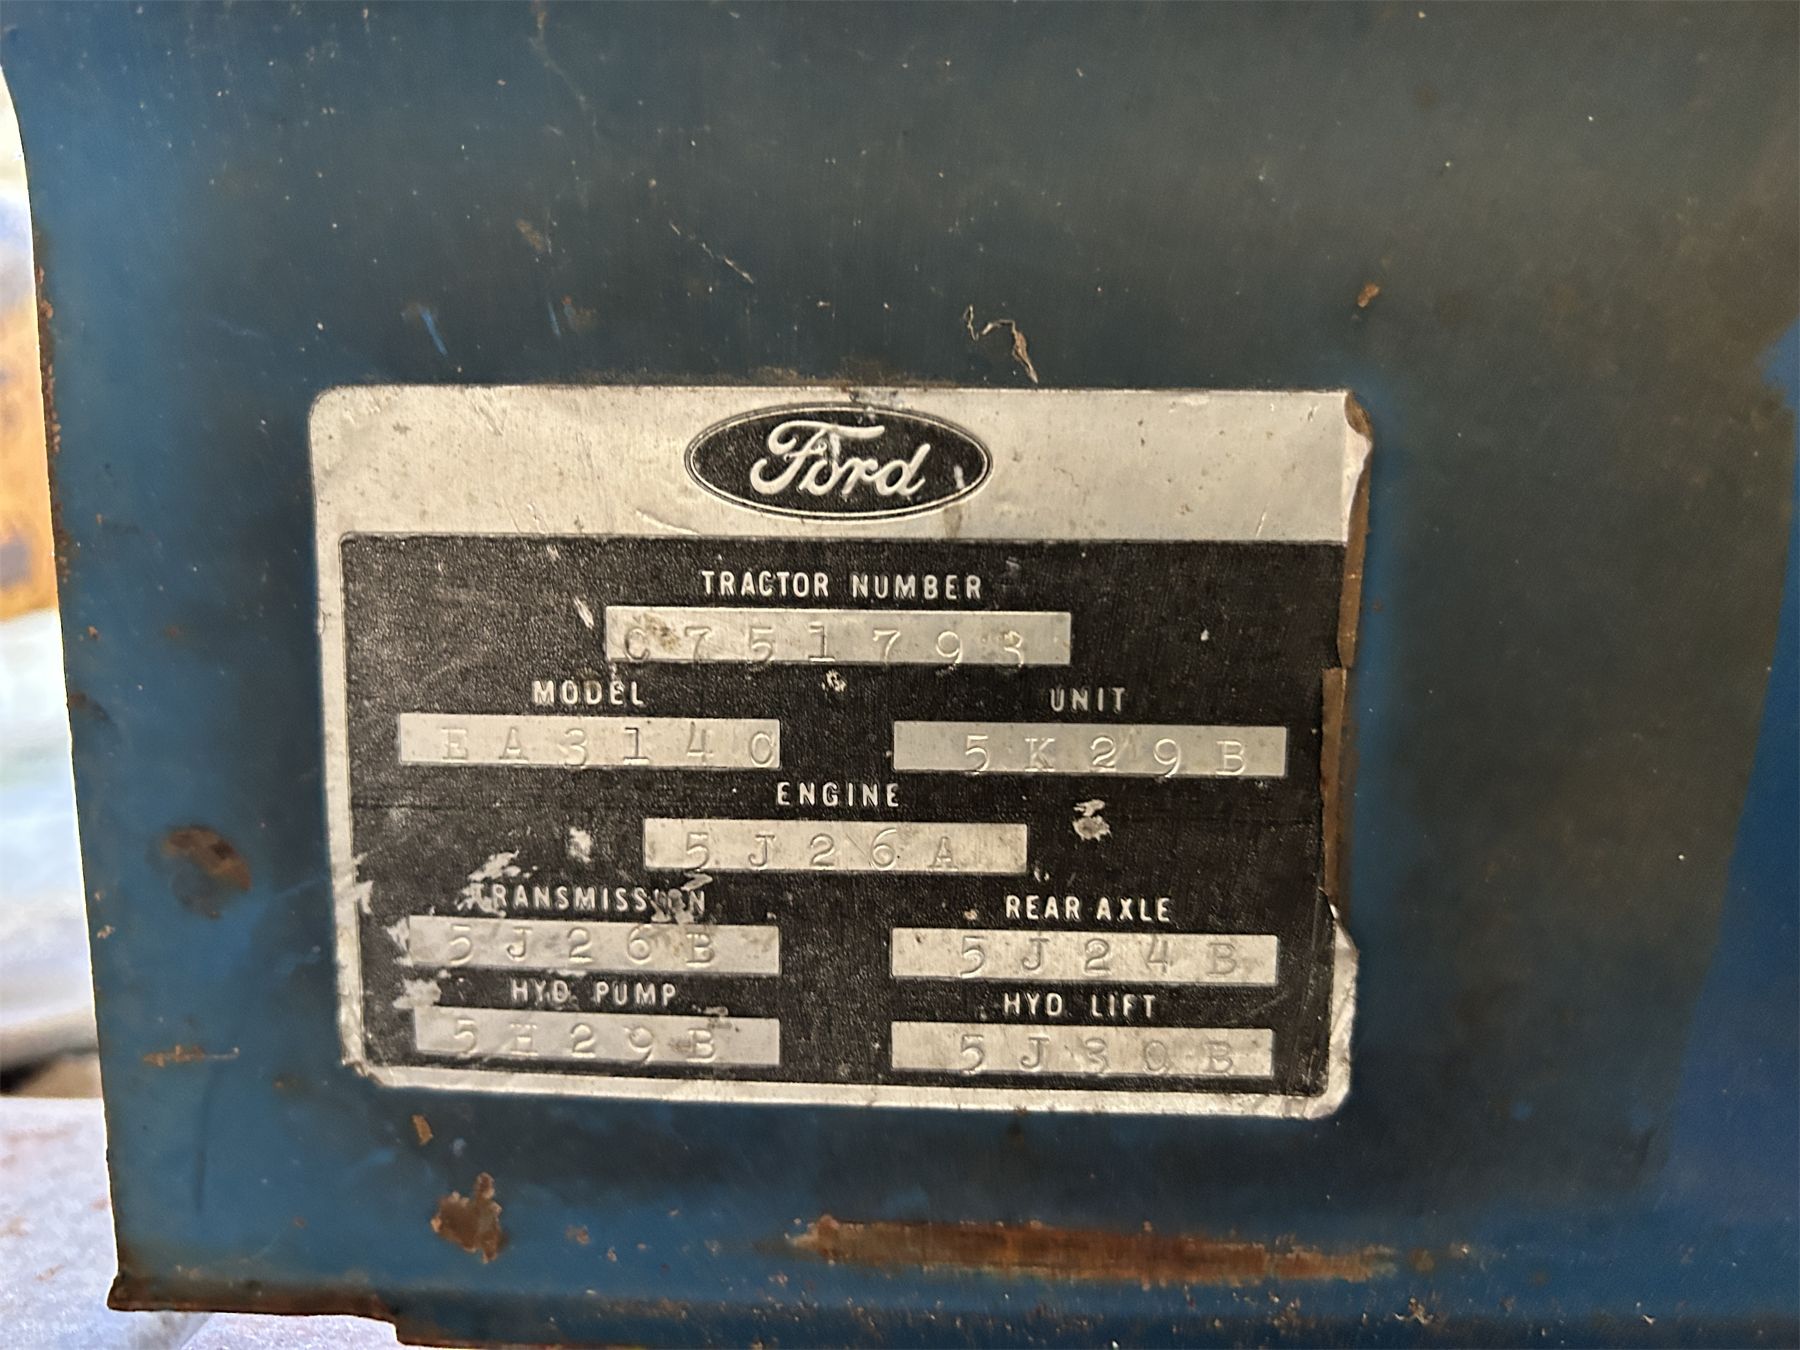 Ford
TRACTOR NUMBER
C751793
MODEL UNIT
EA314C 5K29B
ENGINE
5J26A
TRANSMISSION REAR AXLE
5J26B 5J24B
HYD. PUMP HYD. LIFT
5H29B 5J30B